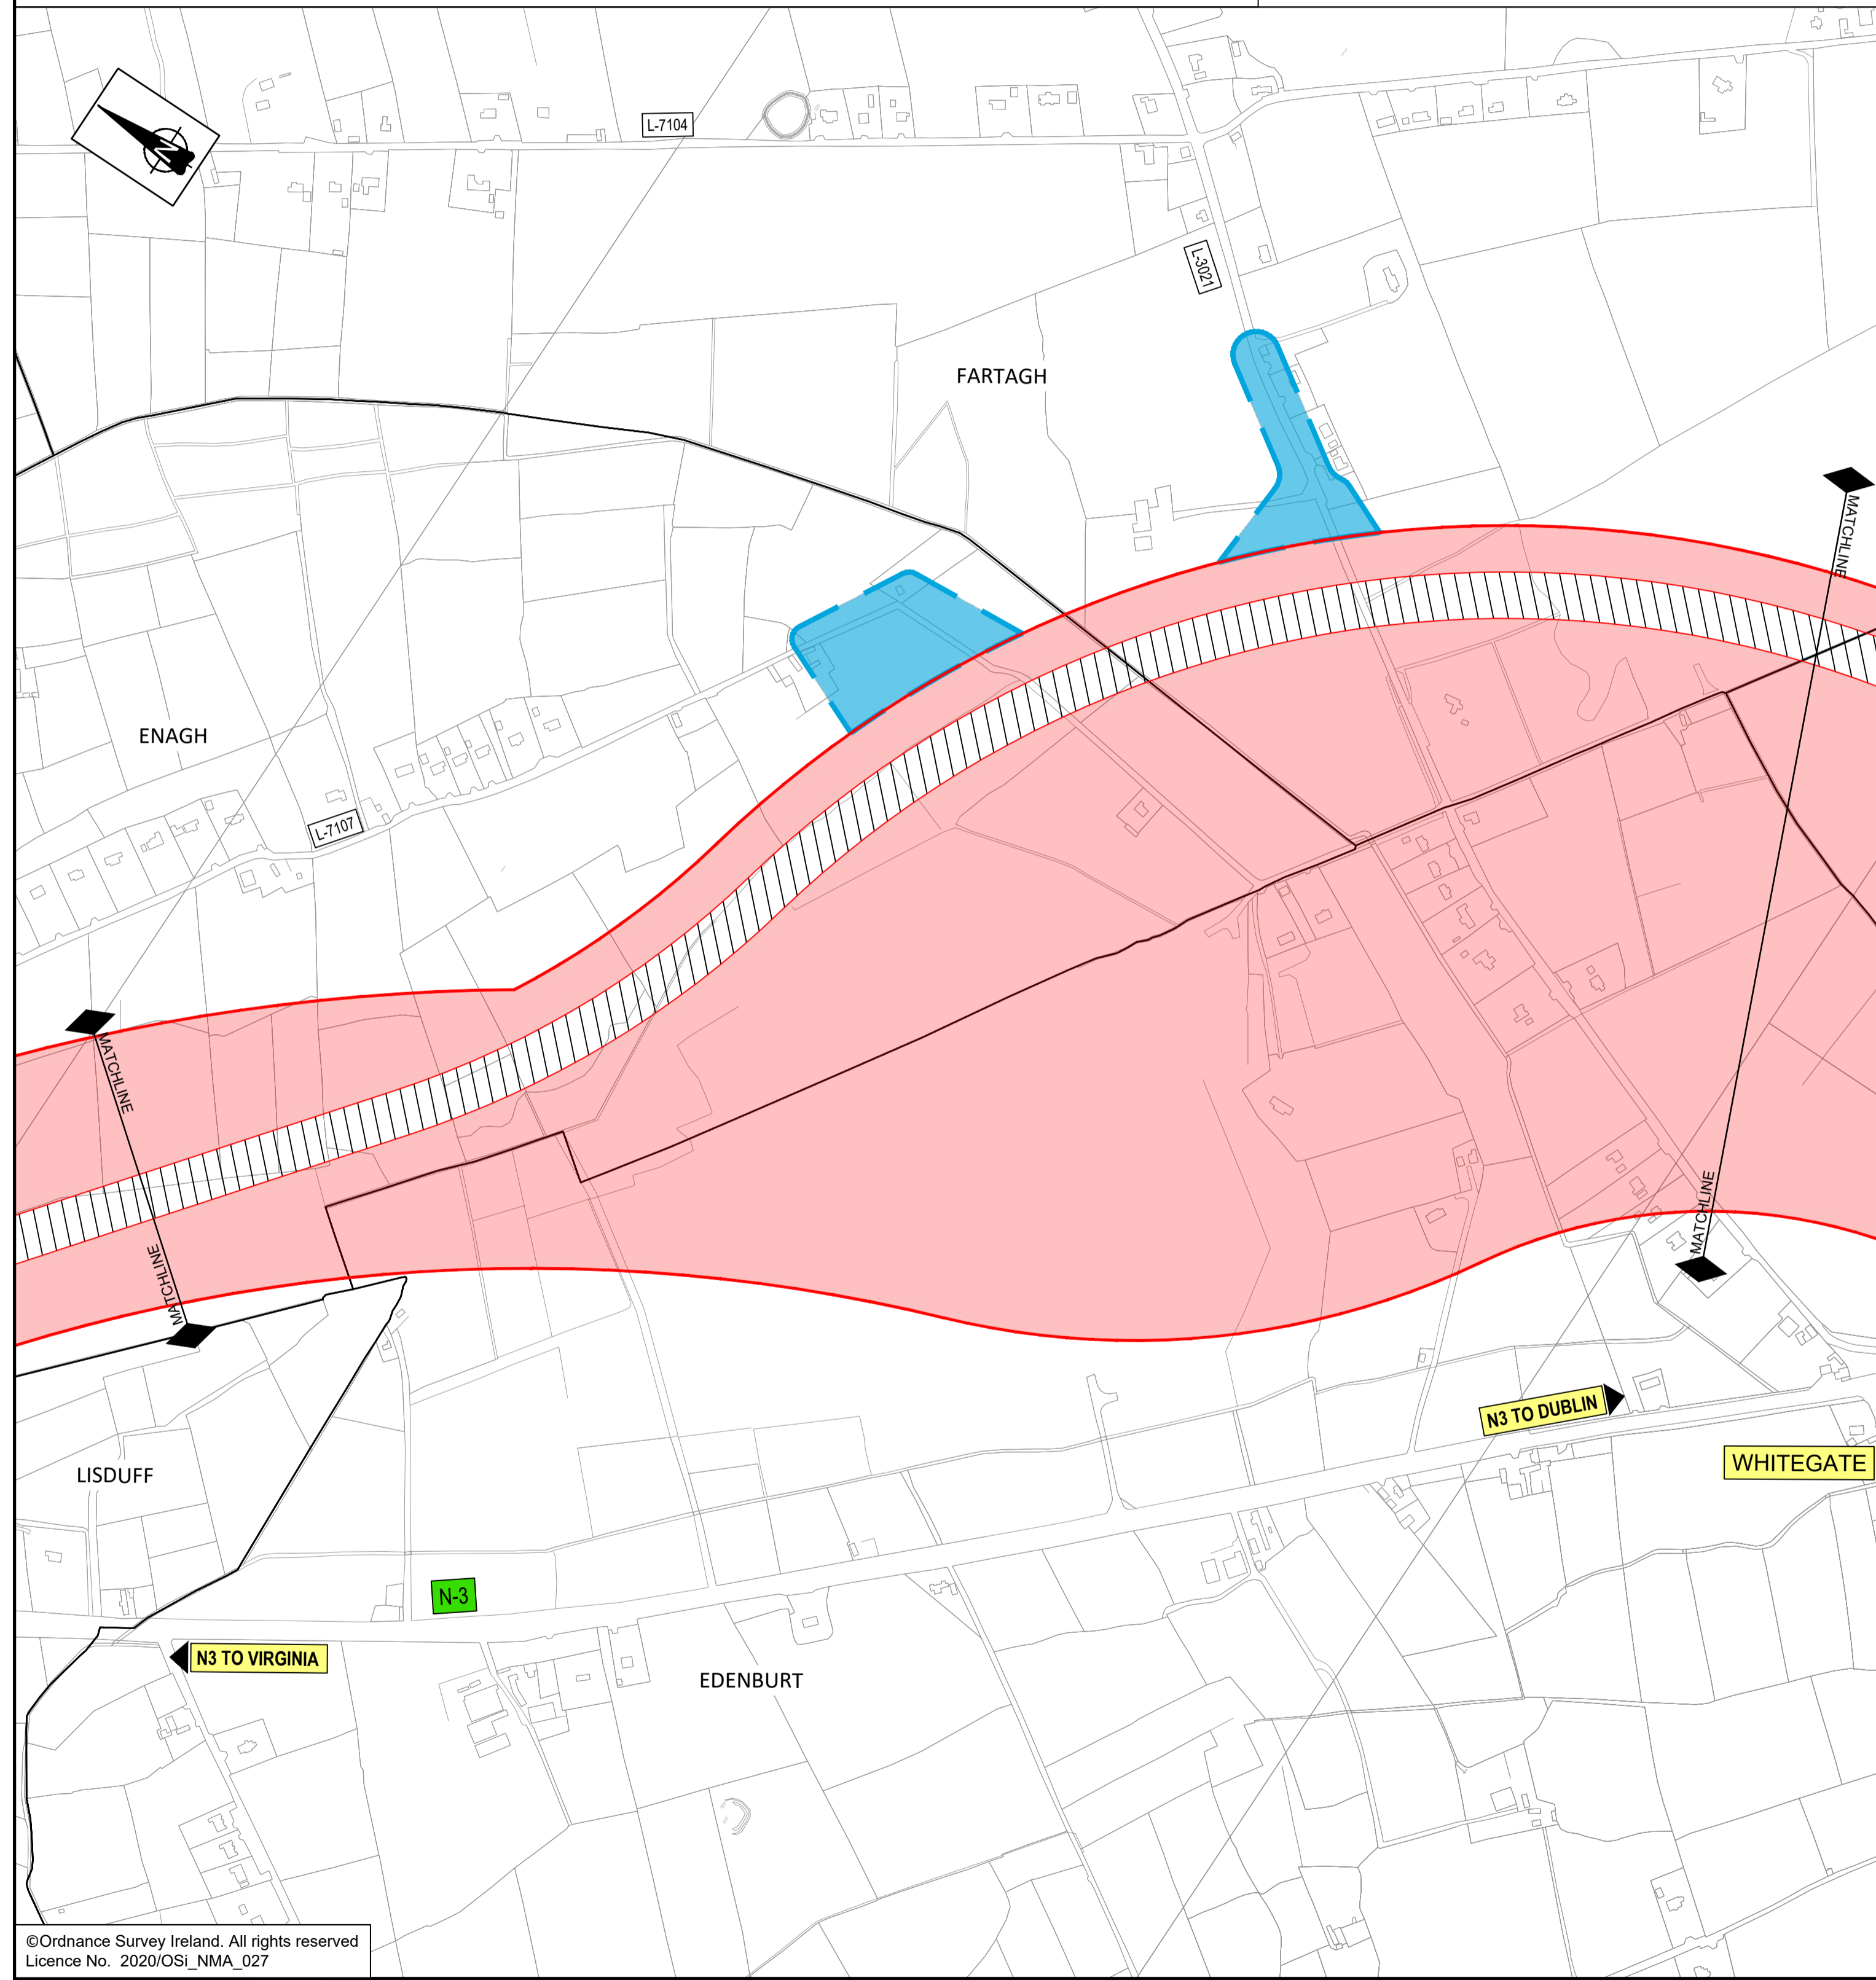 L-7104
N
L-3021
FARTAGH
MATCHLINE
ENAGH
L-7107
MATCHLINE
MATCHLINE
MATCHLINE
N3 TO DUBLIN
WHITEGATE
LISDUFF
N-3
N3 TO VIRGINIA
EDENBURT
©Ordnance Survey Ireland. All rights reserved
Licence No. 2020/OSi_NMA_027